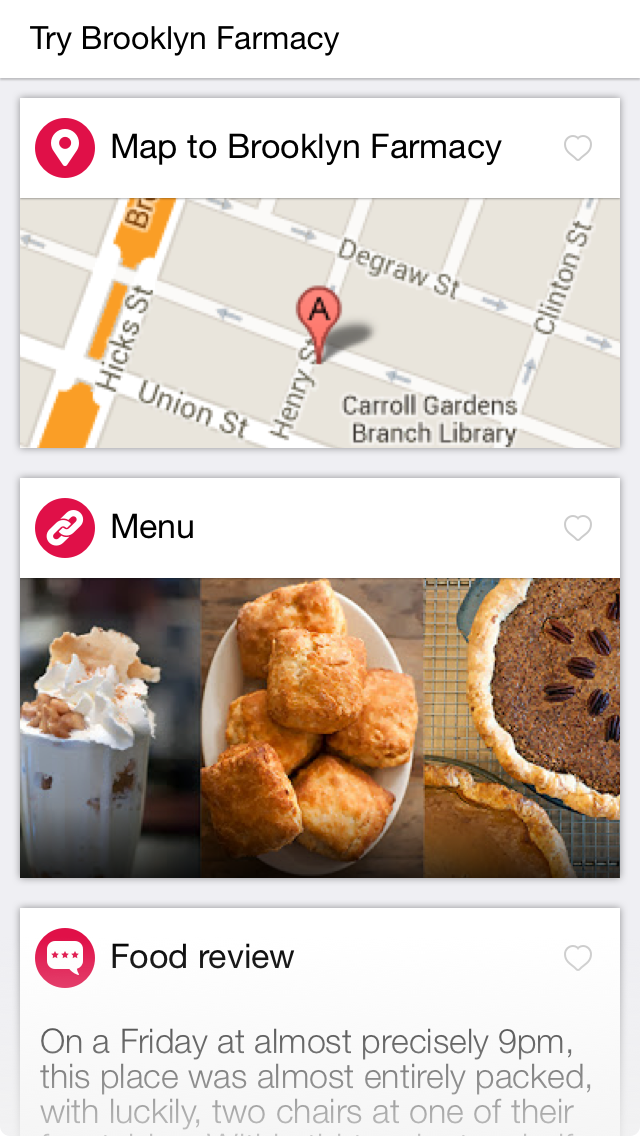 Try Brooklyn Farmacy
Map to Brooklyn Farmacy
Br
Degraw St
Clinton St
A
Hicks St
Henry St
Union St
Carroll Gardens
Branch Library
Menu
Food review
On a Friday at almost precisely 9pm,
this place was almost entirely packed,
with luckily, two chairs at one of their